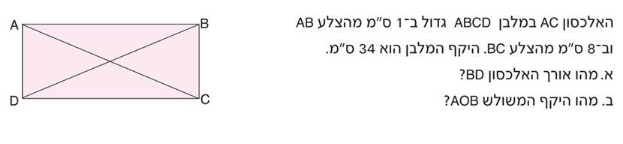 האלכסון AC במלבן ABCD גדול ב־1 ס"מ מהצלע AB
וב־8 ס"מ מהצלע BC. היקף המלבן הוא 34 ס"מ.
א. מהו אורך האלכסון BD?
ב. מהו היקף המשולש AOB?
A
B
D
C